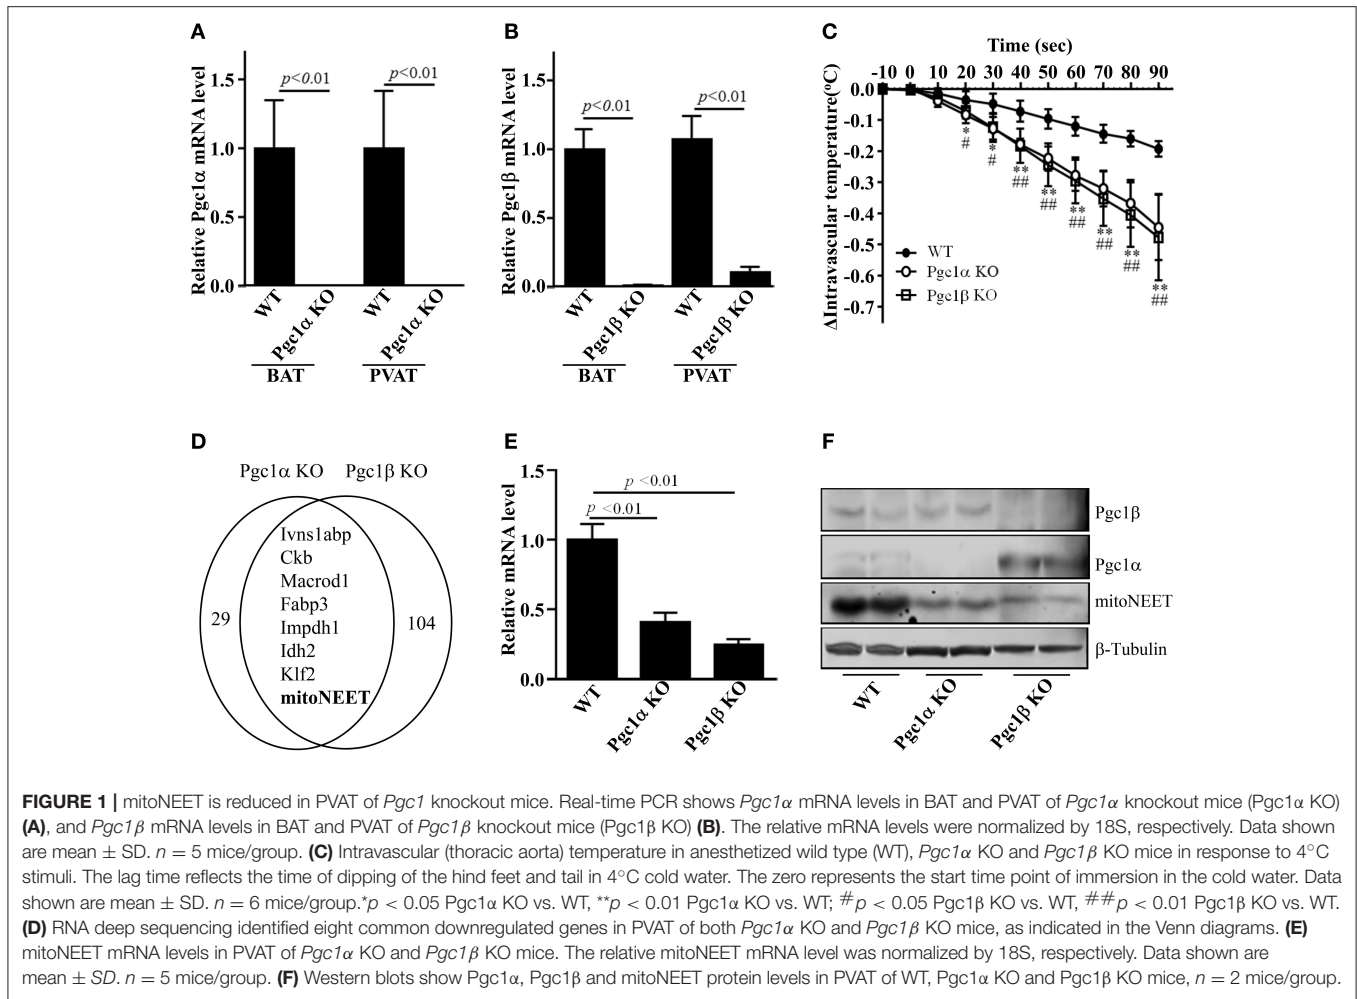 A
Relative Pgc1α mRNA level
1.5
1.0
0.5
0.0
p<0.01
p<0.01
WT
Pgc1α KO
WT
Pgc1α KO
BAT
PVAT
B
Relative Pgc1β mRNA level
1.5
1.0
0.5
0.0
p<0.01
p<0.01
WT
Pgc1β KO
WT
Pgc1β KO
BAT
PVAT
C
Time (sec)
-10 0 10 20 30 40 50 60 70 80 90
ΔIntravascular temperature(°C)
0.0
-0.1
-0.2
-0.3
-0.4
-0.5
-0.6
-0.7
*
#
*
#
**
##
**
##
**
##
**
##
**
##
**
##
WT
Pgc1α KO
Pgc1β KO
D
Pgc1α KO Pgc1β KO
Ivns1abp
Ckb
Macrod1
Fabp3
Impdh1
Idh2
Klf2
mitoNEET
29
104
E
Relative mRNA level
1.5
1.0
0.5
0.0
p <0.01
p <0.01
WT
Pgc1α KO
Pgc1β KO
F
Pgc1β
Pgc1α
mitoNEET
β-Tubulin
WT
Pgc1α KO
Pgc1β KO
FIGURE 1 | mitoNEET is reduced in PVAT of Pgc1 knockout mice. Real-time PCR shows Pgc1α mRNA levels in BAT and PVAT of Pgc1α knockout mice (Pgc1α KO)
(A), and Pgc1β mRNA levels in BAT and PVAT of Pgc1β knockout mice (Pgc1β KO) (B). The relative mRNA levels were normalized by 18S, respectively. Data shown
are mean ± SD. n = 5 mice/group. (C) Intravascular (thoracic aorta) temperature in anesthetized wild type (WT), Pgc1α KO and Pgc1β KO mice in response to 4°C
stimuli. The lag time reflects the time of dipping of the hind feet and tail in 4°C cold water. The zero represents the start time point of immersion in the cold water. Data
shown are mean ± SD. n = 6 mice/group.*p < 0.05 Pgc1α KO vs. WT, **p < 0.01 Pgc1α KO vs. WT; #p < 0.05 Pgc1β KO vs. WT, ##p < 0.01 Pgc1β KO vs. WT.
(D) RNA deep sequencing identified eight common downregulated genes in PVAT of both Pgc1α KO and Pgc1β KO mice, as indicated in the Venn diagrams. (E)
mitoNEET mRNA levels in PVAT of Pgc1α KO and Pgc1β KO mice. The relative mitoNEET mRNA level was normalized by 18S, respectively. Data shown are
mean ± SD. n = 5 mice/group. (F) Western blots show Pgc1α, Pgc1β and mitoNEET protein levels in PVAT of WT, Pgc1α KO and Pgc1β KO mice, n = 2 mice/group.